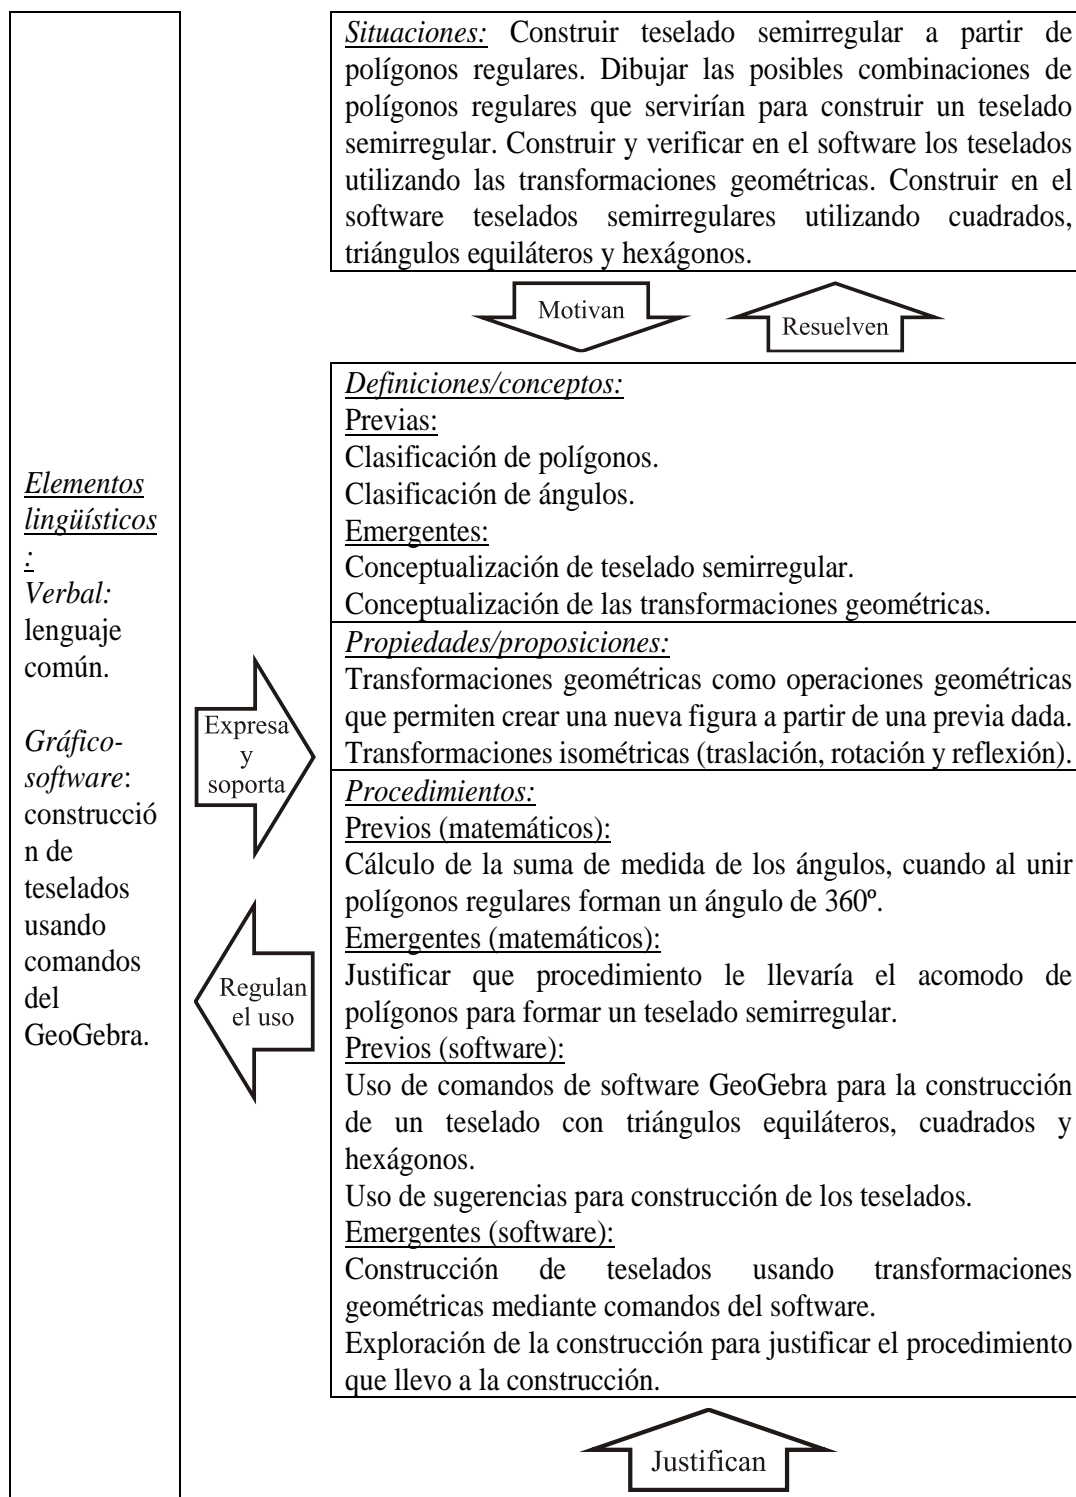 Situaciones: Construir teselado semirregular a partir de
polígonos regulares. Dibujar las posibles combinaciones de
polígonos regulares que servirían para construir un teselado
semirregular. Construir y verificar en el software los teselados
utilizando las transformaciones geométricas. Construir en el
software teselados semirregulares utilizando cuadrados,
triángulos equiláteros y hexágonos.
Motivan
Resuelven
Elementos
lingüísticos
:
Verbal:
lenguaje
común.
Gráfico-
software:
construcció
n de
teselados
usando
comandos
del
GeoGebra.
Expresa
y
soporta
Regulan
el uso
Definiciones/conceptos:
Previas:
Clasificación de polígonos.
Clasificación de ángulos.
Emergentes:
Conceptualización de teselado semirregular.
Conceptualización de las transformaciones geométricas.
Propiedades/proposiciones:
Transformaciones geométricas como operaciones geométricas
que permiten crear una nueva figura a partir de una previa dada.
Transformaciones isométricas (traslación, rotación y reflexión).
Procedimientos:
Previos (matemáticos):
Cálculo de la suma de medida de los ángulos, cuando al unir
polígonos regulares forman un ángulo de 360º.
Emergentes (matemáticos):
Justificar que procedimiento le llevaría el acomodo de
polígonos para formar un teselado semirregular.
Previos (software):
Uso de comandos de software GeoGebra para la construcción
de un teselado con triángulos equiláteros, cuadrados y
hexágonos.
Uso de sugerencias para construcción de los teselados.
Emergentes (software):
Construcción de teselados usando transformaciones
geométricas mediante comandos del software.
Exploración de la construcción para justificar el procedimiento
que llevo a la construcción.
Justifican